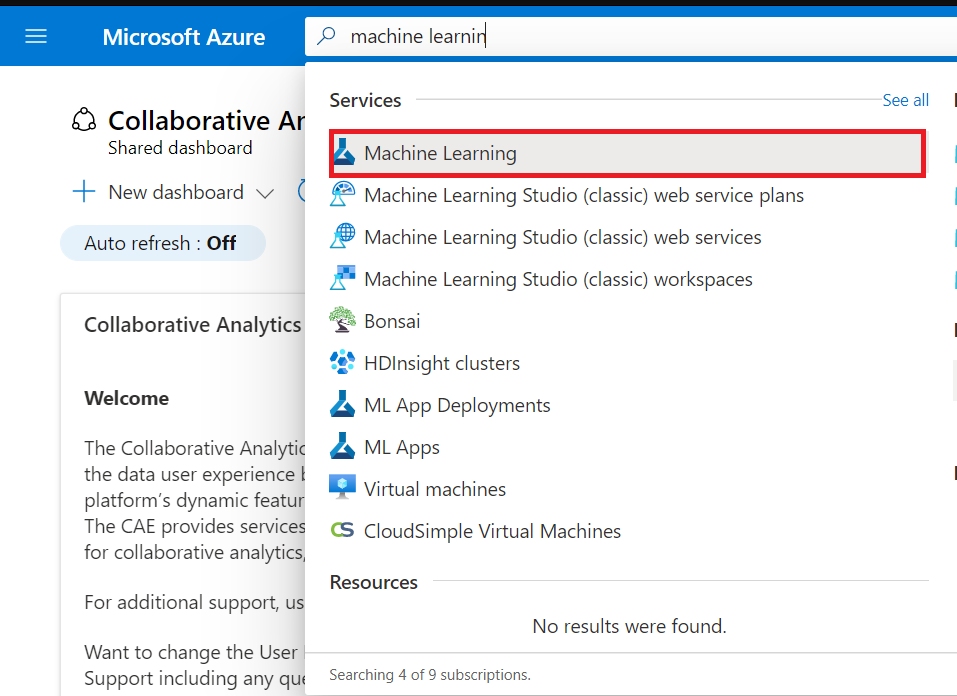 Microsoft Azure
machine learnin
Collaborative An
Shared dashboard
New dashboard
Auto refresh : Off
Collaborative Analytics
Welcome
The Collaborative Analytic
the data user experience b
platform's dynamic featur
The CAE provides services
for collaborative analytics,
For additional support, us
Want to change the User
Support including any que
Services
See all
Machine Learning
Machine Learning Studio (classic) web service plans
Machine Learning Studio (classic) web services
Machine Learning Studio (classic) workspaces
Bonsai
HDInsight clusters
ML App Deployments
ML Apps
Virtual machines
CS CloudSimple Virtual Machines
Resources
No results were found.
Searching 4 of 9 subscriptions.